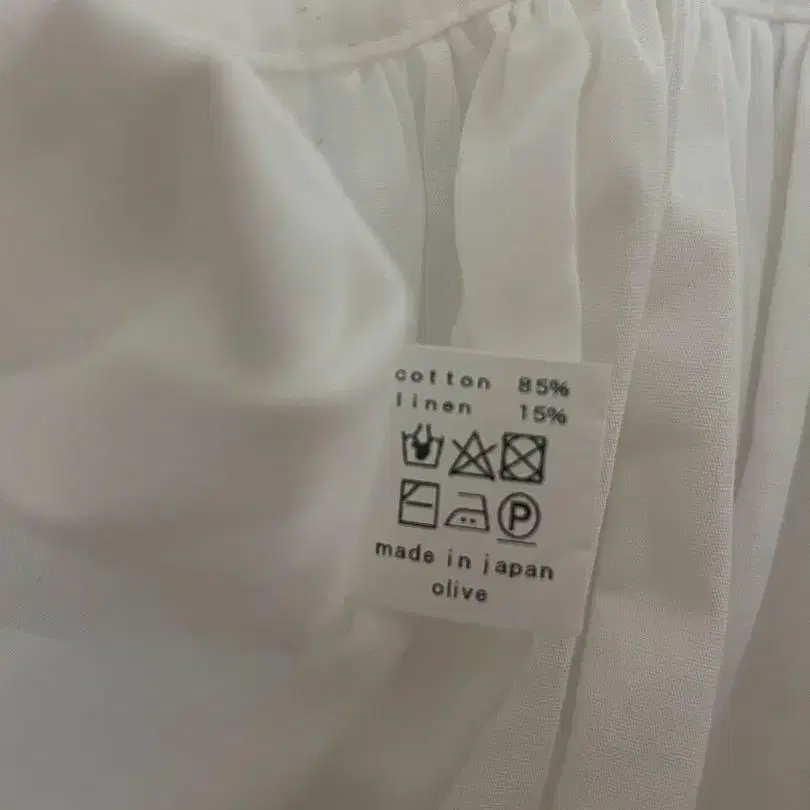 cotton 85%
linen 15%
P
made in japan
olive